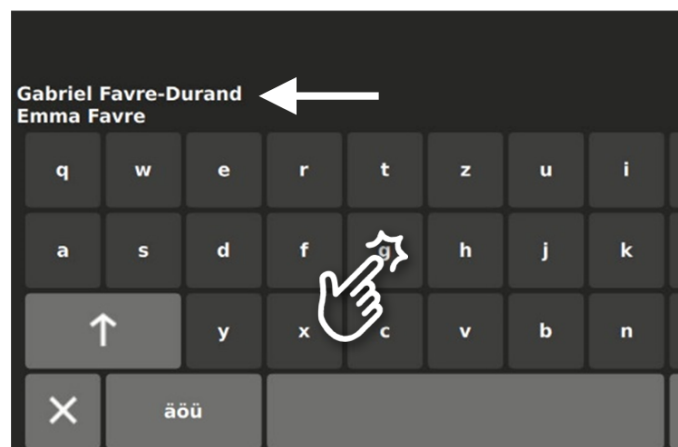 Gabriel Favre-Durand
Emma Favre
q w e r t z u i
a s d f g h j k
↑ y x c v b n
× äöü